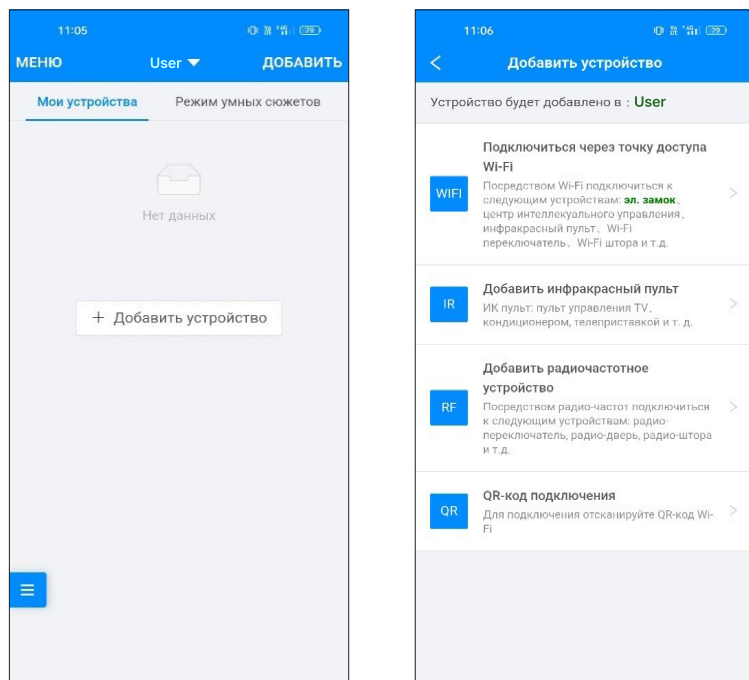 11:05
29
МЕНЮ User ДОБАВИТЬ
Мои устройства Режим умных сюжетов
Нет данных
+ Добавить устройство
11:06
29
Добавить устройство
Устройство будет добавлено в : User
Подключиться через точку доступа
Wi-Fi
WIFI
Посредством Wi-Fi подключиться к
следующим устройствам: эл. замок、
центр интеллекуального управления、
инфракрасный пульт、Wi-Fi
переключатель、Wi-Fi штора и т.д.
Добавить инфракрасный пульт
IR
ИК пульт: пульт управления TV、
кондиционером, телеприставкой и т. д.
Добавить радиочастотное
устройство
RF
Посредством радио-частот подключиться
к следующим устройствам: радио-
переключатель, радио-дверь, радио-штора
и т.д.
QR-код подключения
QR
Для подключения отсканируйте QR-код Wi-
Fi